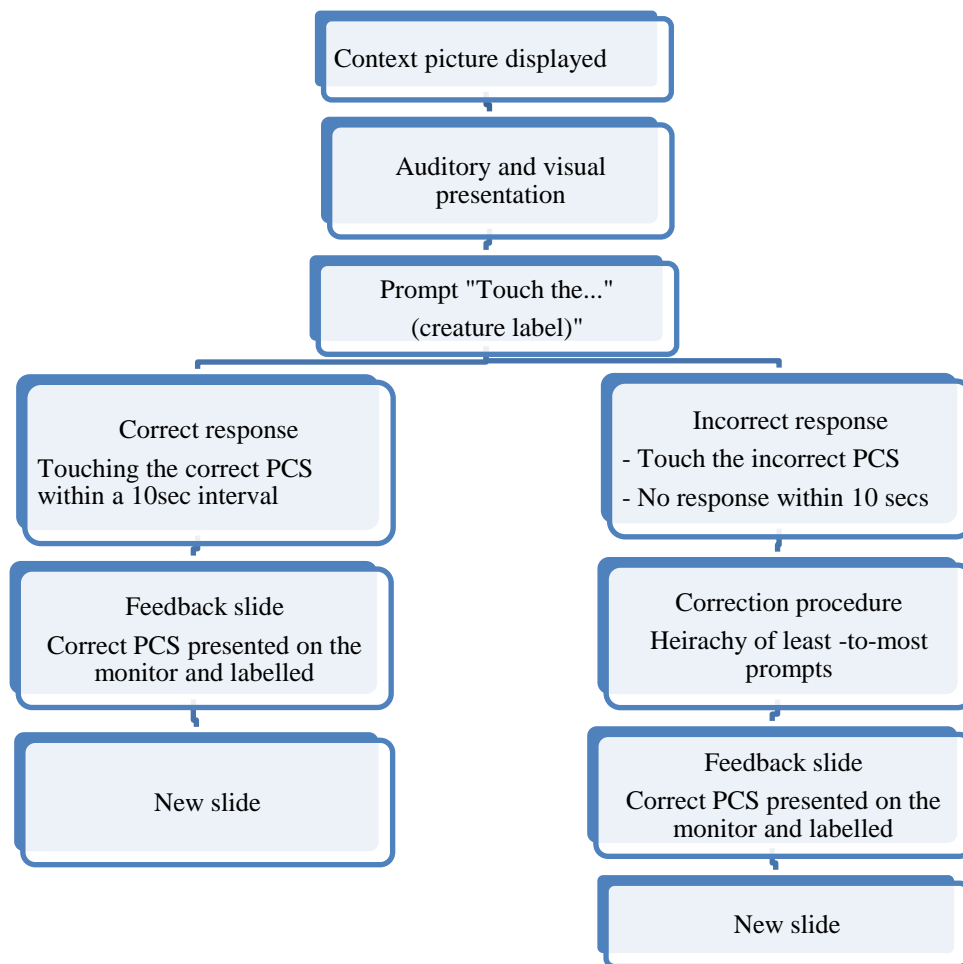 Context picture displayed
Auditory and visual
presentation
Prompt "Touch the..."
(creature label)"
Correct response
Touching the correct PCS
within a 10sec interval
Feedback slide
Correct PCS presented on the
monitor and labelled
New slide
Incorrect response
- Touch the incorrect PCS
- No response within 10 secs
Correction procedure
Heirachy of least -to-most
prompts
Feedback slide
Correct PCS presented on the
monitor and labelled
New slide